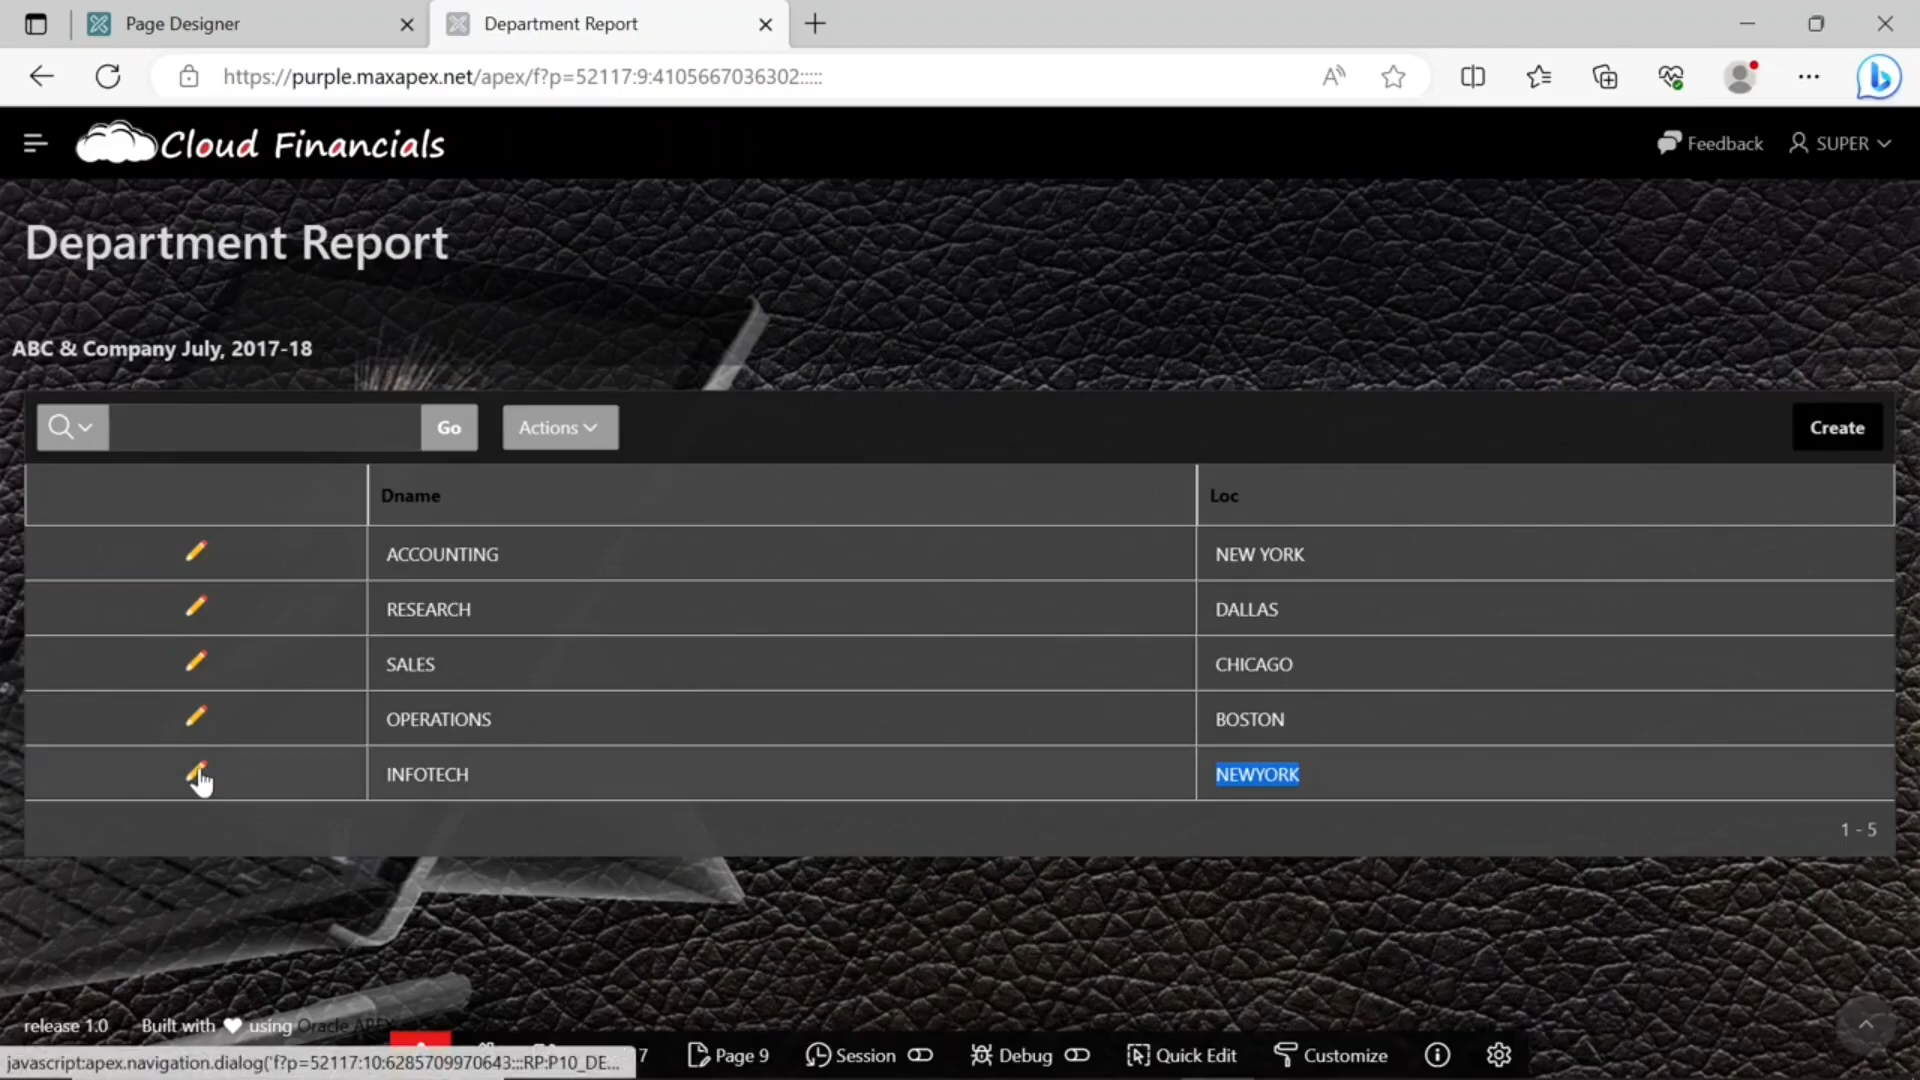 Page Designer
Department Report
https://purple.maxapex.net/apex/f?p=52117:9:4105667036302:::::
Cloud Financials
Feedback
SUPER
Department Report
ABC & Company July, 2017-18
Go
Actions
Create
Dname
Loc
ACCOUNTING
NEW YORK
RESEARCH
DALLAS
SALES
CHICAGO
OPERATIONS
BOSTON
INFOTECH
NEWYORK
1 - 5
release 1.0
Built with ♥ using Oracle APEX
javascript:apex.navigation.dialog('f?p=52117:10:6285709970643:::RP:P10_DE...
7
Page 9
Session
Debug
Quick Edit
Customize